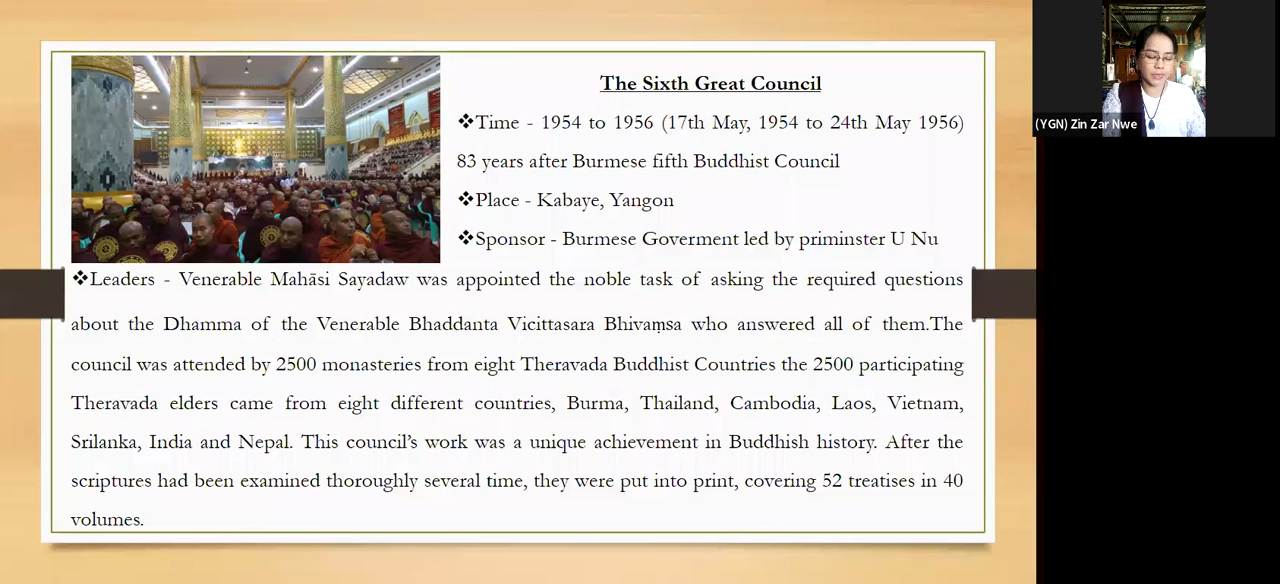 The Sixth Great Council
❖Time - 1954 to 1956 (17th May, 1954 to 24th May 1956)
83 years after Burmese fifth Buddhist Council
❖Place - Kabaye, Yangon
❖Sponsor - Burmese Goverment led by priminster U Nu
❖Leaders - Venerable Mahāsi Sayadaw was appointed the noble task of asking the required questions
about the Dhamma of the Venerable Bhaddanta Vicittasara Bhivaṃsa who answered all of them.The
council was attended by 2500 monasteries from eight Theravada Buddhist Countries the 2500 participating
Theravada elders came from eight different countries, Burma, Thailand, Cambodia, Laos, Vietnam,
Srilanka, India and Nepal. This council’s work was a unique achievement in Buddhish history. After the
scriptures had been examined thoroughly several time, they were put into print, covering 52 treatises in 40
volumes.
(YGN) Zin Zar Nwe